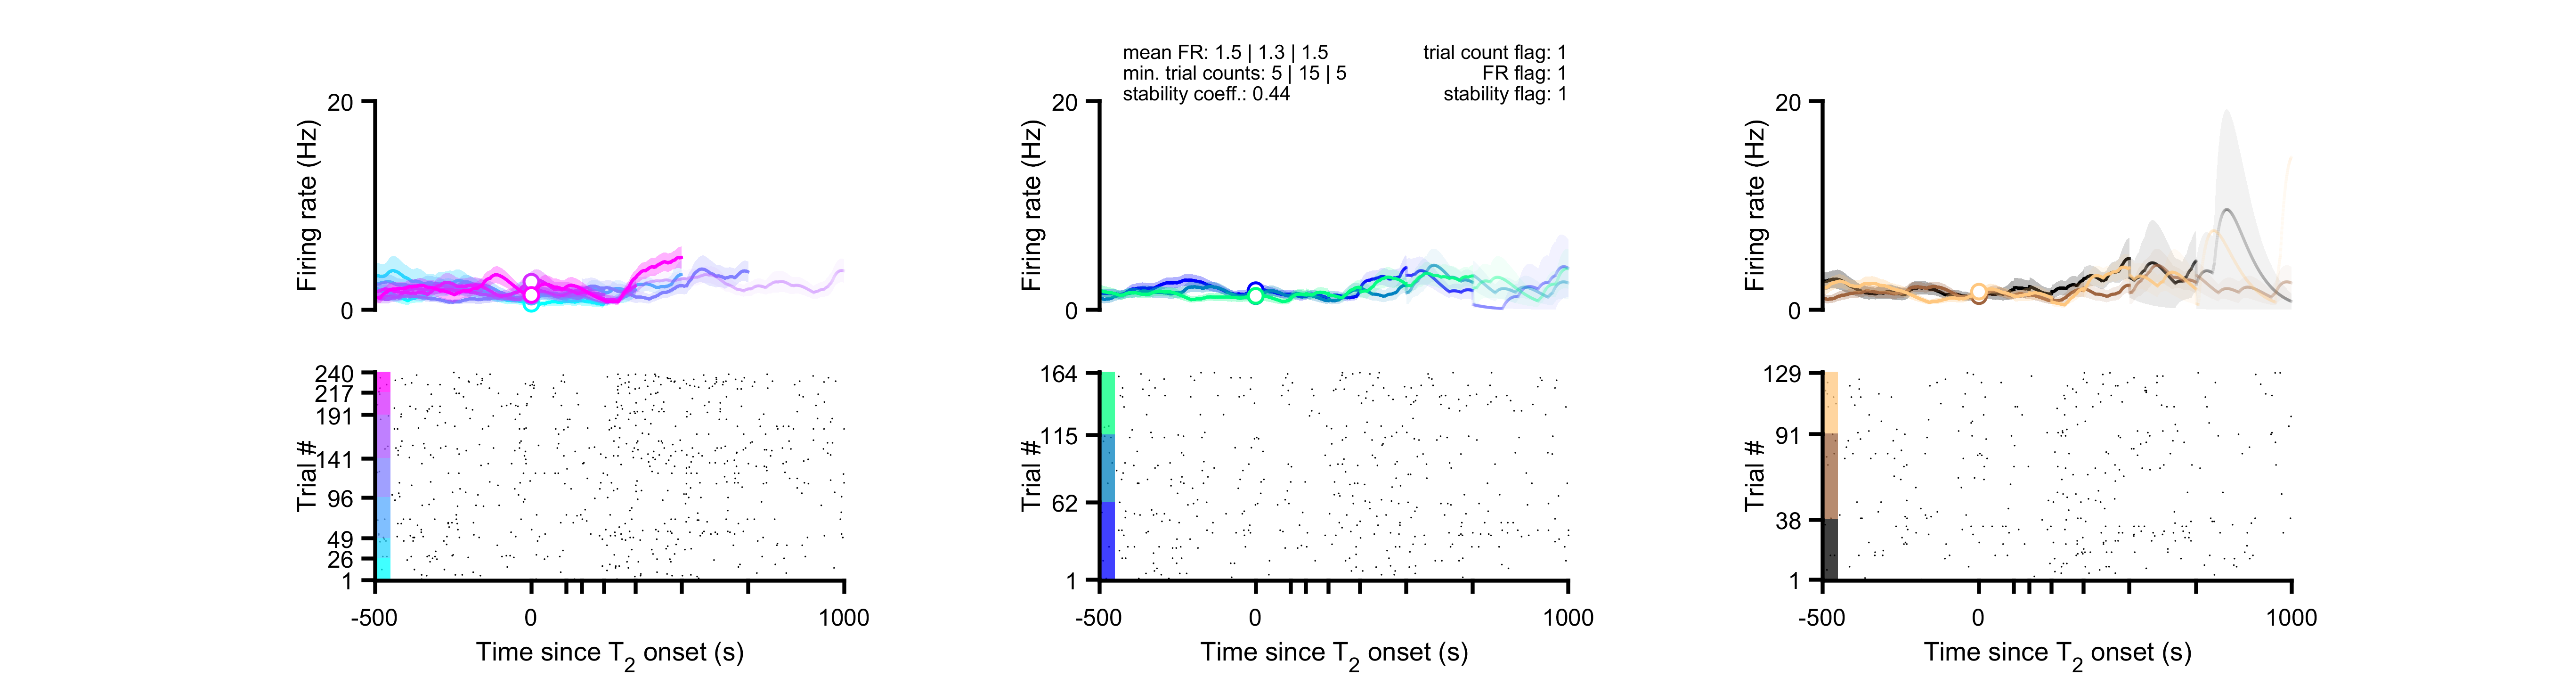 mean FR: 1.5 | 1.3 | 1.5
min. trial counts: 5 | 15 | 5
stability coeff.: 0.44
trial count flag: 1
FR flag: 1
stability flag: 1
20
0
Firing rate (Hz)
20
0
Firing rate (Hz)
20
0
Firing rate (Hz)
240
217
191
141
96
49
26
1
Trial #
-500
0
1000
Time since T2 onset (s)
164
115
62
1
Trial #
-500
0
1000
Time since T2 onset (s)
129
91
38
1
Trial #
-500
0
1000
Time since T2 onset (s)